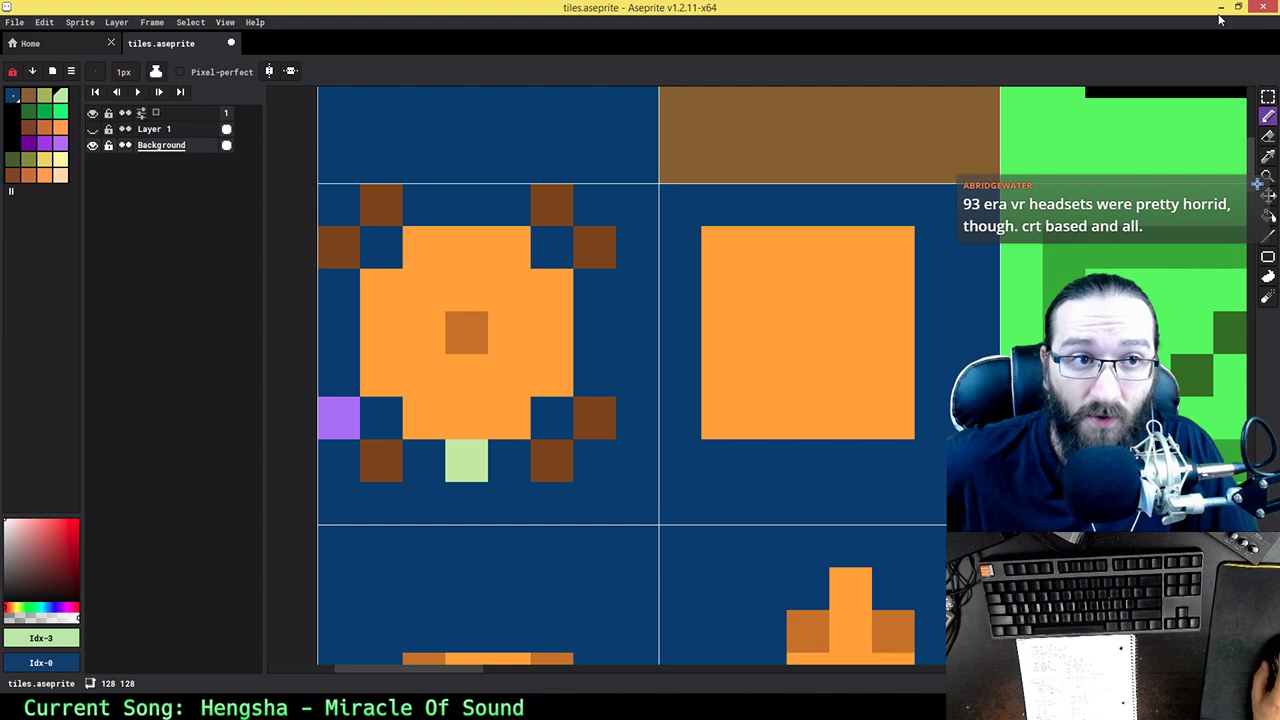 tiles.aseprite - Aseprite v1.2.11-x64
File Edit Sprite Layer Frame Select View Help
Home tiles.aseprite
1px Pixel-perfect
1
Layer 1
Background
ABRIDGEWATER
93 era vr headsets were pretty horrid,
though. crt based and all.
Idx-3
Idx-0
tiles.aseprite 128 128
Current Song: Hengsha - Miracle Of Sound